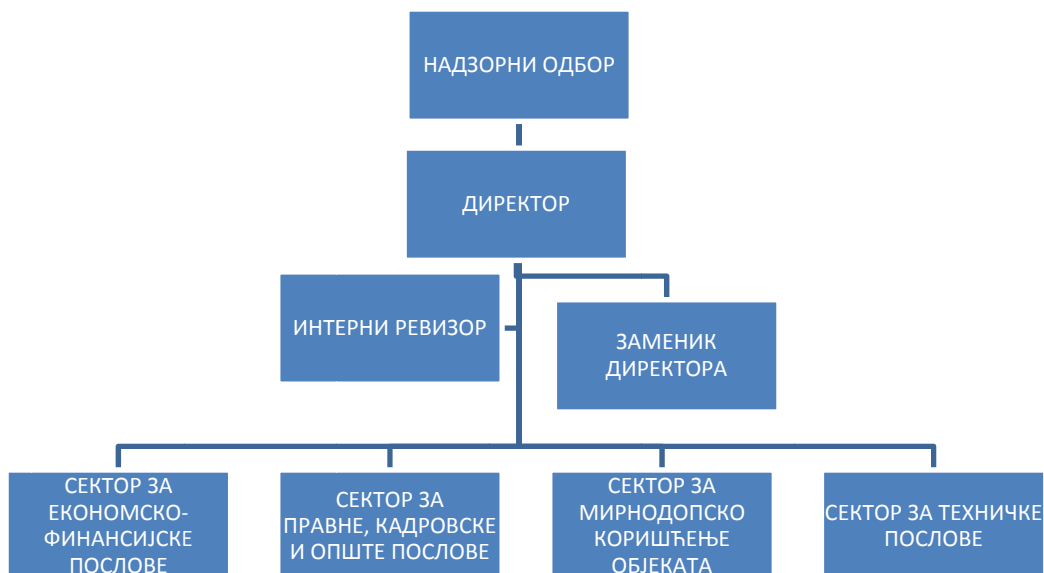 НАДЗОРНИ ОДБОР
ДИРЕКТОР
ИНТЕРНИ РЕВИЗОР
ЗАМЕНИК
ДИРЕКТОРА
СЕКТОР ЗА
ЕКОНОМСКО-
ФИНАНСИЈСКЕ
ПОСЛОВЕ
СЕКТОР ЗА
ПРАВНЕ, КАДРОВСКЕ
И ОПШТЕ ПОСЛОВЕ
СЕКТОР ЗА
МИРНОДОПСКО
КОРИШЋЕЊЕ
ОБЈЕКАТА
СЕКТОР ЗА ТЕХНИЧКЕ
ПОСЛОВЕ